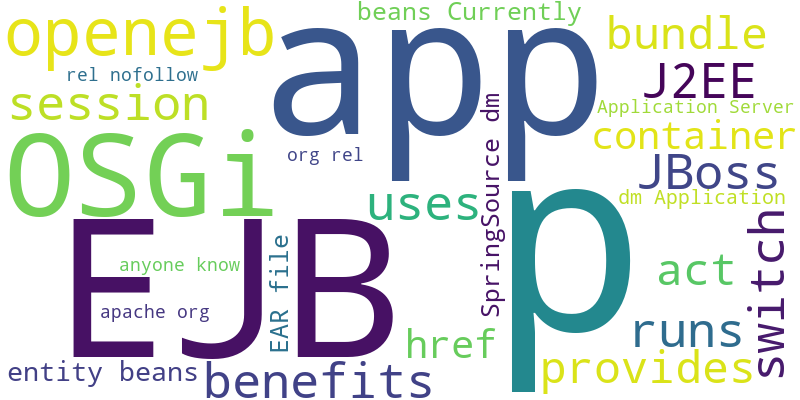 openejb
beans Currently
app
bundle
rel nofollow
J2EE
session
Application Server
org rel
container
OSGi
JBoss
SpringSource dm
uses
dm Application
p
EJB
switch
EAR file
anyone know
act
apache org
href
runs
entity beans
benefits
provides